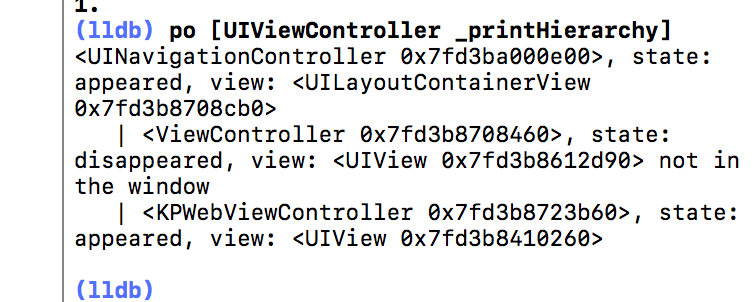 1.
(lldb) po [UIViewController _printHierarchy]
<UINavigationController 0x7fd3ba000e00>, state:
appeared, view: <UILayoutContainerView
0x7fd3b8708cb0>
   | <ViewController 0x7fd3b8708460>, state:
disappeared, view: <UIView 0x7fd3b8612d90> not in
the window
   | <KPWebViewController 0x7fd3b8723b60>, state:
appeared, view: <UIView 0x7fd3b8410260>
(lldb)